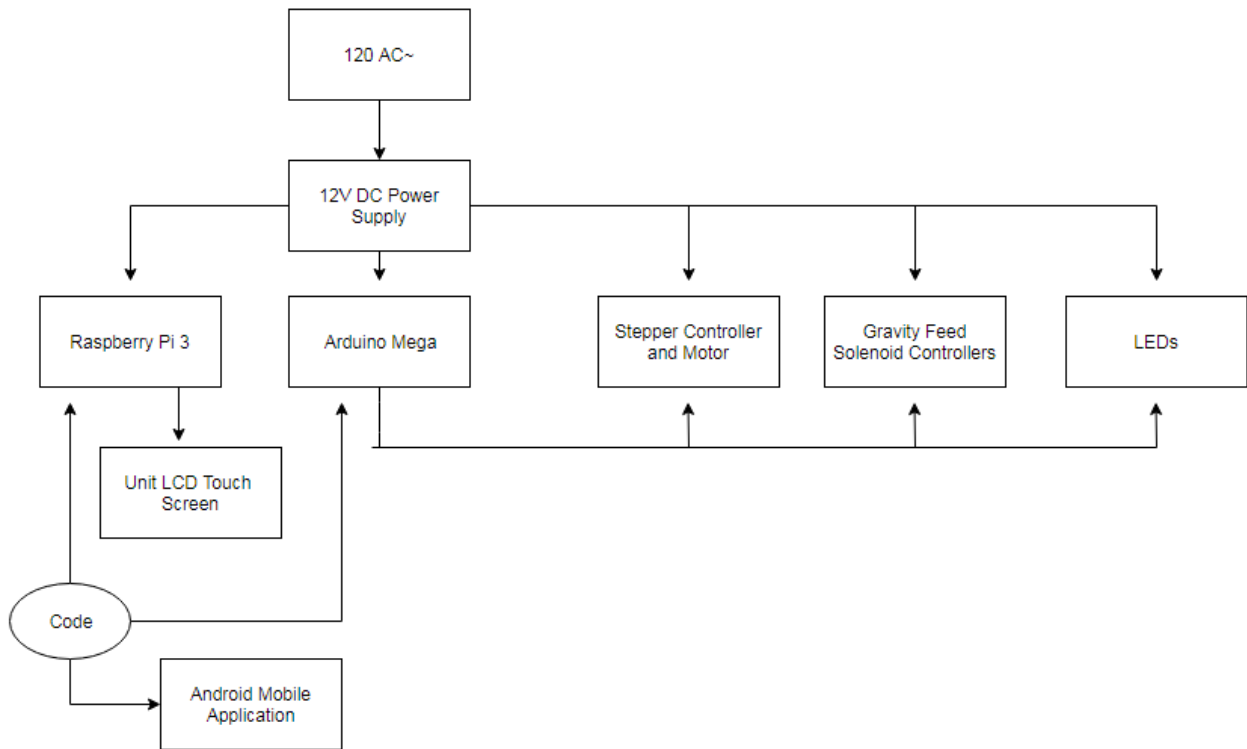 120 AC~
12V DC Power
Supply
Raspberry Pi 3
Arduino Mega
Stepper Controller
and Motor
Gravity Feed
Solenoid Controllers
LEDs
Unit LCD Touch
Screen
Code
Android Mobile
Application